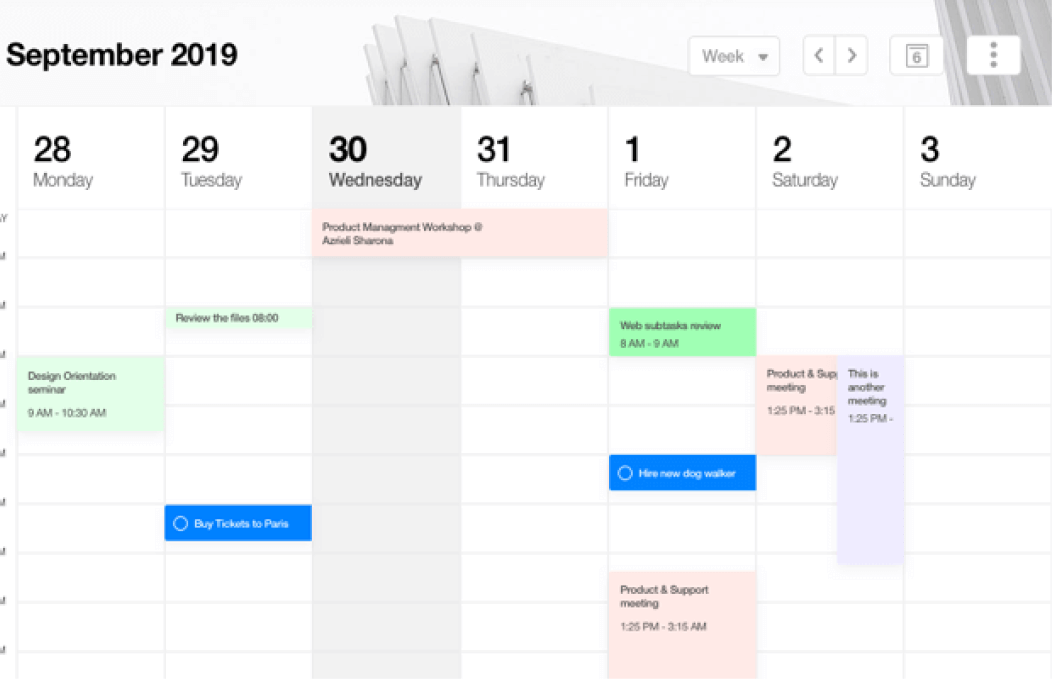 September 2019
Week
6
28
Monday
29
Tuesday
30
Wednesday
31
Thursday
1
Friday
2
Saturday
3
Sunday
Product Managment Workshop @
Azrieli Sharona
Review the files 08:00
Web subtasks review
8 AM - 9 AM
Design Orientation
seminar
9 AM - 10:30 AM
Product & Supp
meeting
1:25 PM - 3:15
This is
another
meeting
1:25 PM -
Hire new dog walker
Buy Tickets to Paris
Product & Support
meeting
1:25 PM - 3:15 AM